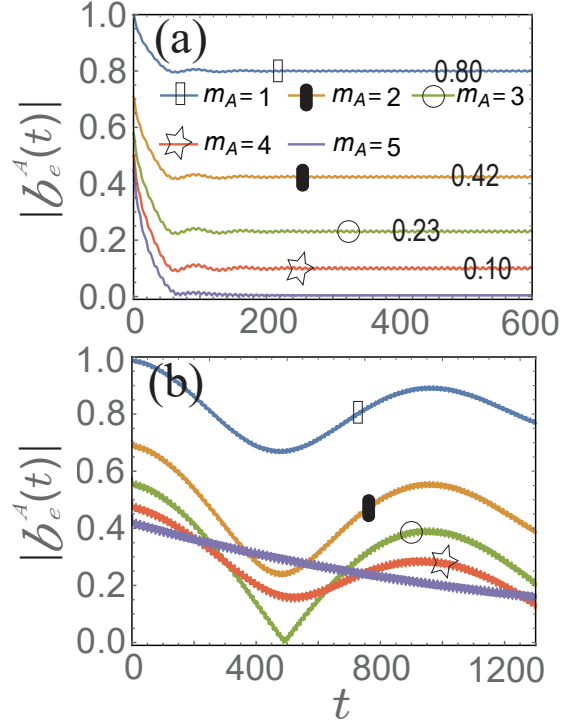 (a)
1.0
0.8
0.6
0.4
0.2
0.0
|b_e^A(t)|
0.80
m_A = 1 m_A = 2 m_A = 3
m_A = 4 m_A = 5
0.42
0.23
0.10
0 200 400 600
(b)
1.0
0.8
0.6
0.4
0.2
0.0
|b_e^A(t)|
0 400 800 1200
t